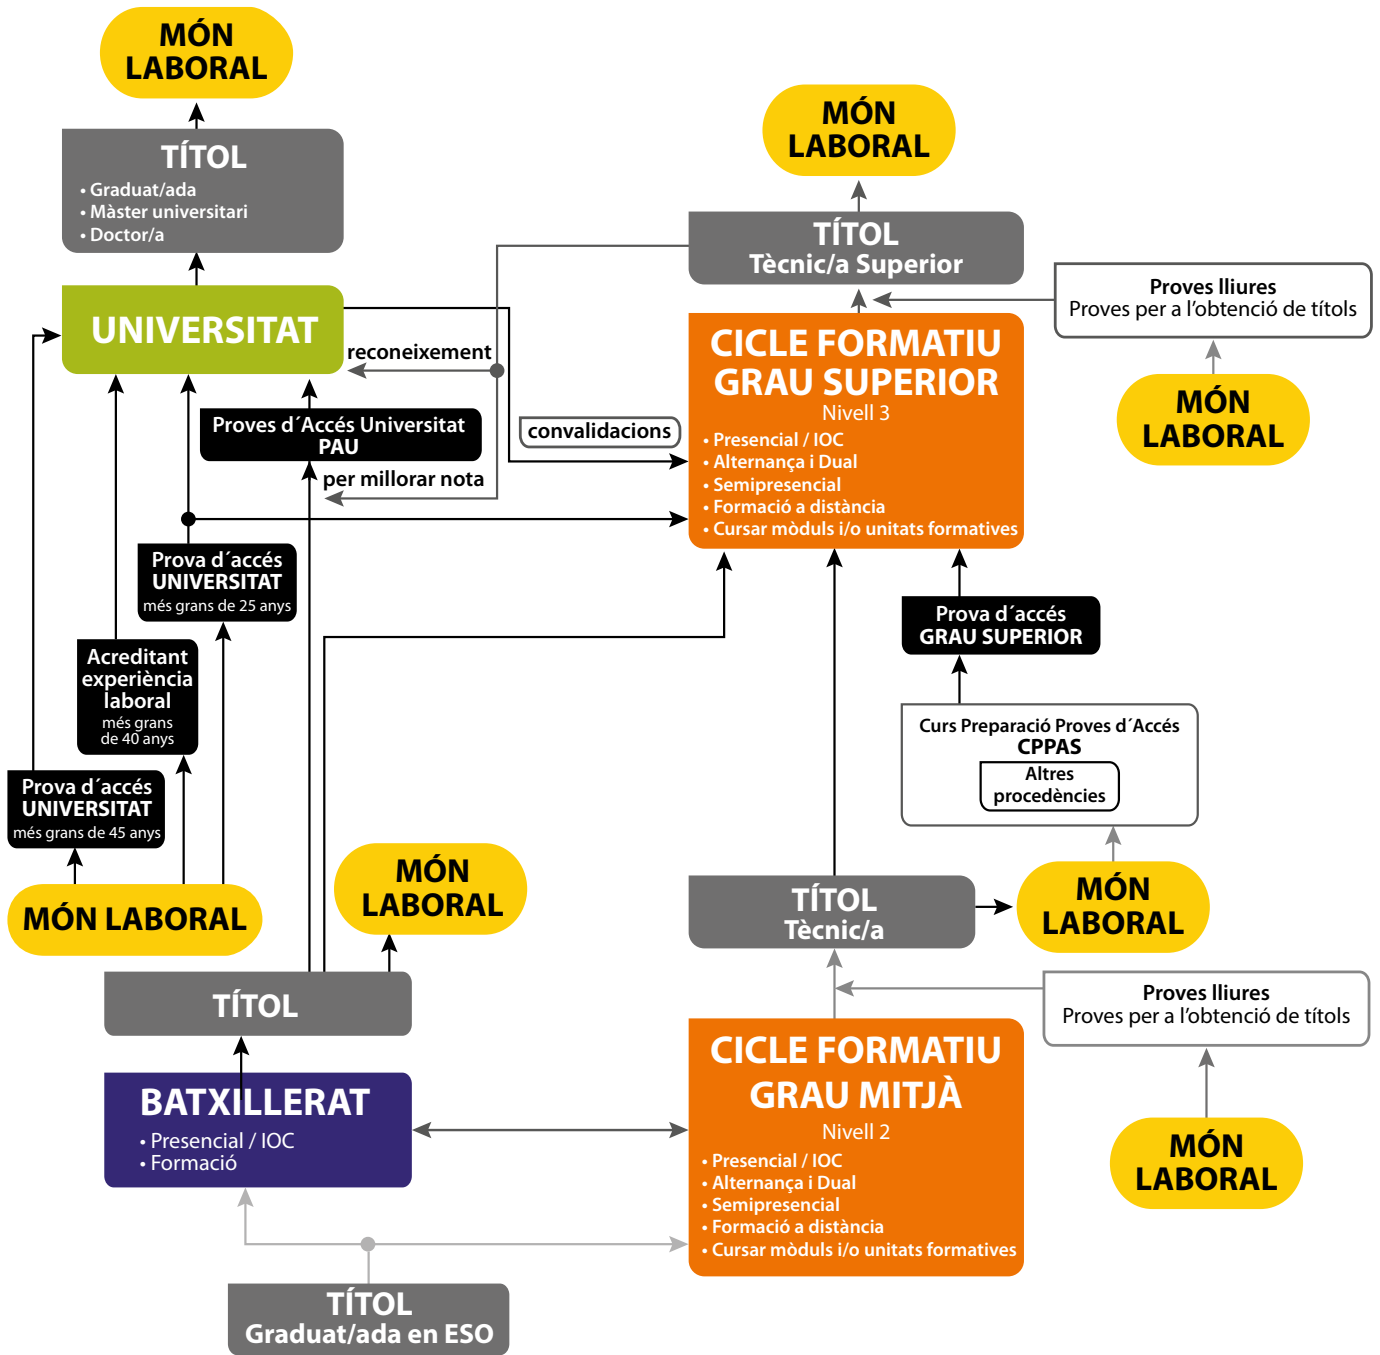 MÓN
LABORAL
TÍTOL
• Graduat/ada
• Màster universitari
• Doctor/a
UNIVERSITAT
reconeixement
Proves d´Accés Universitat
PAU
per millorar nota
convalidacions
MÓN
LABORAL
TÍTOL
Tècnic/a Superior
Proves lliures
Proves per a l'obtenció de títols
MÓN
LABORAL
CICLE FORMATIU
GRAU SUPERIOR
Nivell 3
• Presencial / IOC
• Alternança i Dual
• Semipresencial
• Formació a distància
• Cursar mòduls i/o unitats formatives
Prova d´accés
UNIVERSITAT
més grans de 25 anys
Acreditant
experiència
laboral
més grans
de 40 anys
Prova d´accés
UNIVERSITAT
més grans de 45 anys
MÓN LABORAL
Prova d´accés
GRAU SUPERIOR
Curs Preparació Proves d´Accés
CPPAS
Altres
procedències
MÓN
LABORAL
MÓN
LABORAL
TÍTOL
Tècnic/a
TÍTOL
Proves lliures
Proves per a l'obtenció de títols
MÓN
LABORAL
BATXILLERAT
• Presencial / IOC
• Formació
CICLE FORMATIU
GRAU MITJÀ
Nivell 2
• Presencial / IOC
• Alternança i Dual
• Semipresencial
• Formació a distància
• Cursar mòduls i/o unitats formatives
TÍTOL
Graduat/ada en ESO